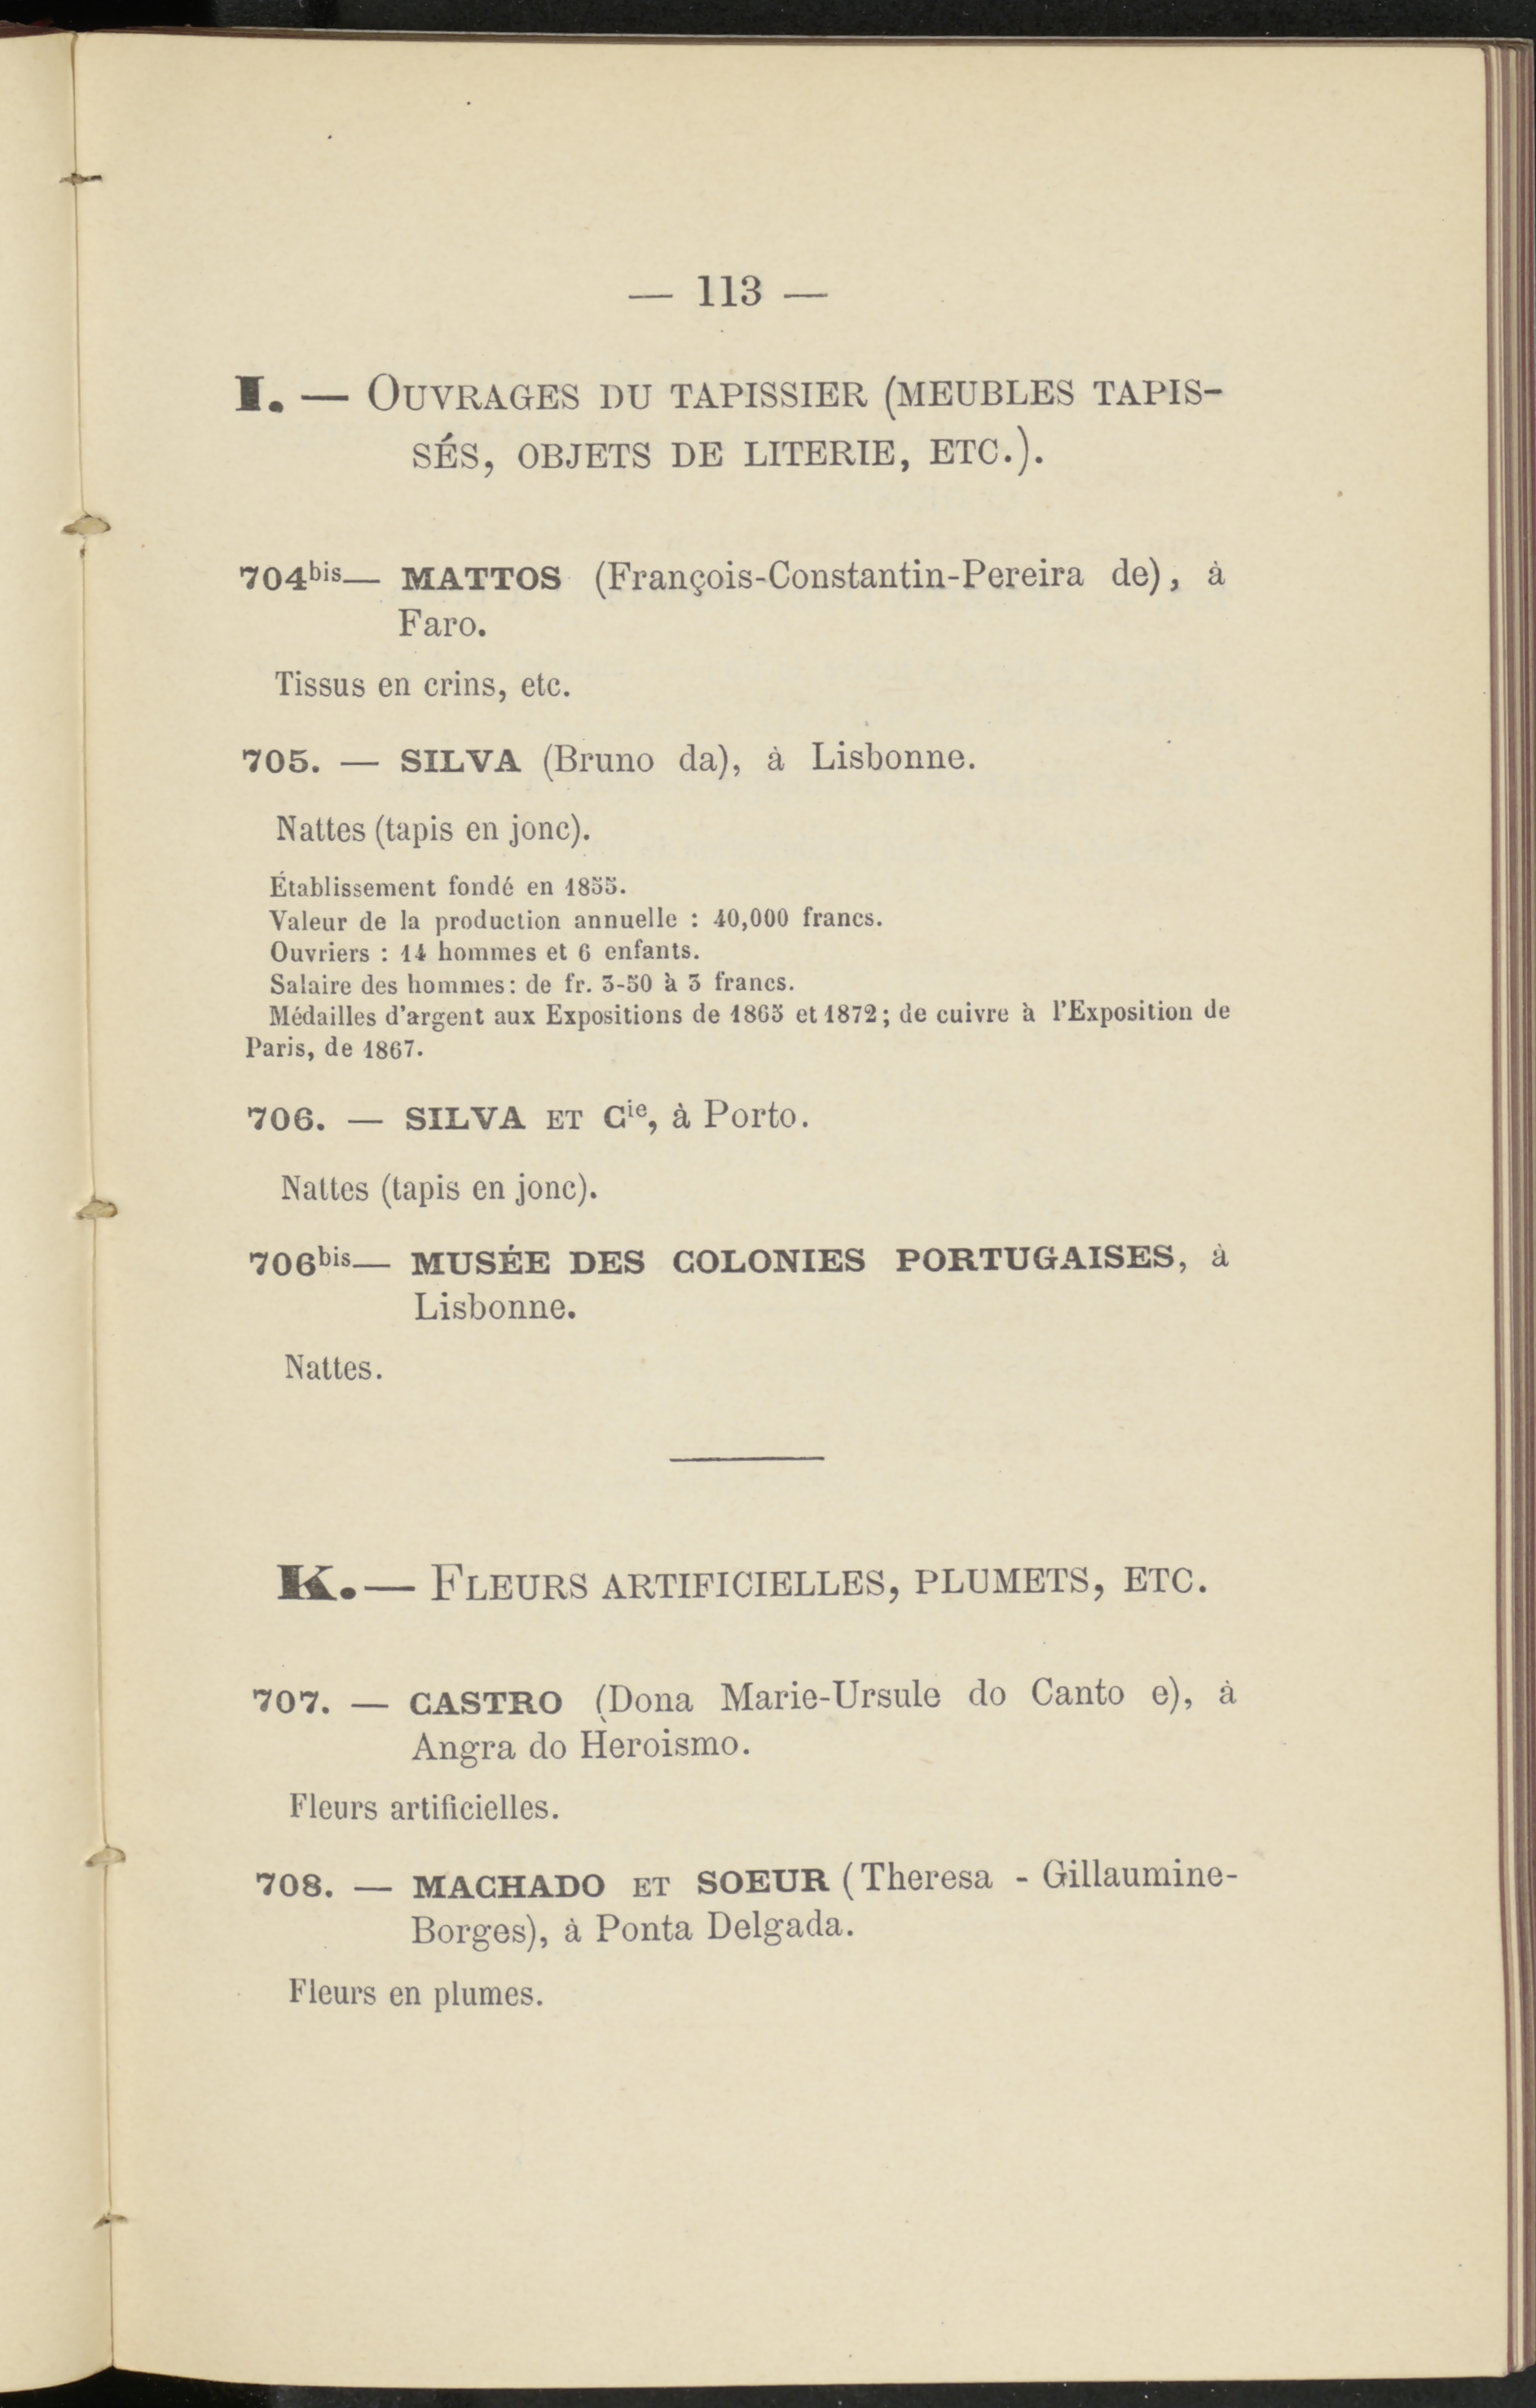 — 113 —
I. — OUVRAGES DU TAPISSIER (MEUBLES TAPIS-
SÉS, OBJETS DE LITERIE, ETC.).
704bis— MATTOS (François-Constantin-Pereira de), à
Faro.
Tissus en crins, etc.
705. — SILVA (Bruno da), à Lisbonne.
Nattes (tapis en jonc).
Établissement fondé en 1855.
Valeur de la production annuelle : 40,000 francs.
Ouvriers : 14 hommes et 6 enfants.
Salaire des hommes: de fr. 3-50 à 3 francs.
Médailles d'argent aux Expositions de 1865 et 1872; de cuivre à l'Exposition de
Paris, de 1867.
706. — SILVA ET Cie, à Porto.
Nattes (tapis en jonc).
706bis— MUSÉE DES COLONIES PORTUGAISES, à
Lisbonne.
Nattes.
K. — FLEURS ARTIFICIELLES, PLUMETS, ETC.
707. — CASTRO (Dona Marie-Ursule do Canto e), à
Angra do Heroismo.
Fleurs artificielles.
708. — MACHADO ET SOEUR (Theresa - Gillaumine-
Borges), à Ponta Delgada.
Fleurs en plumes.